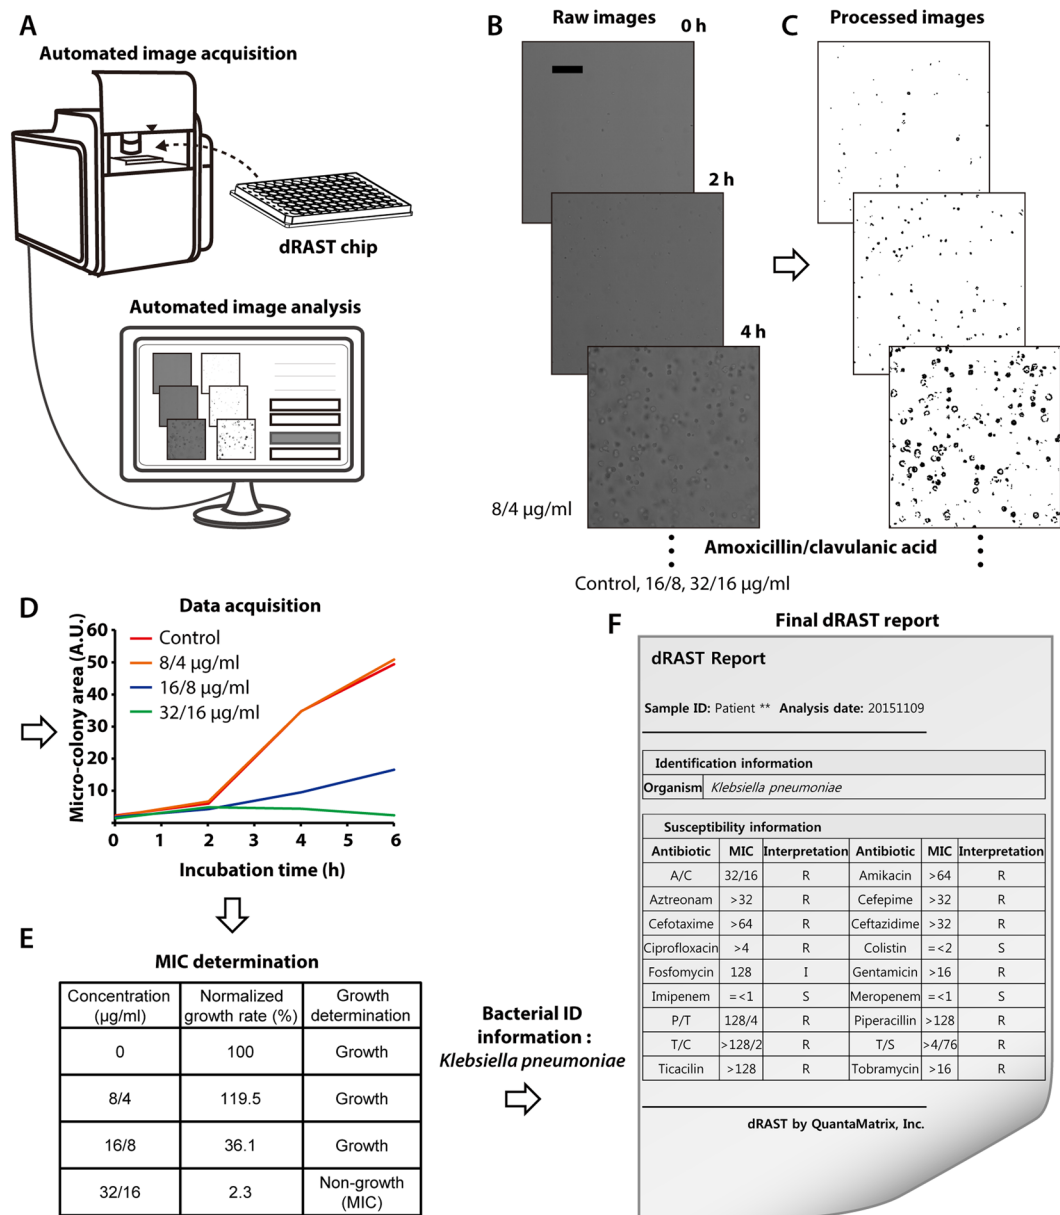 A
Automated image acquisition
dRAST chip
Automated image analysis
B
Raw images
0 h
2 h
4 h
8/4 µg/ml
C
Processed images
Amoxicillin/clavulanic acid
Control, 16/8, 32/16 µg/ml
D
Data acquisition
Micro-colony area (A.U.)
60
50
40
30
20
10
Control
8/4 µg/ml
16/8 µg/ml
32/16 µg/ml
0 1 2 3 4 5 6
Incubation time (h)
E
MIC determination
Concentration (µg/ml) Normalized growth rate (%) Growth determination
0 100 Growth
8/4 119.5 Growth
16/8 36.1 Growth
32/16 2.3 Non-growth (MIC)
Bacterial ID
information :
Klebsiella pneumoniae
F
Final dRAST report
dRAST Report
Sample ID: Patient ** Analysis date: 20151109
Identification information
Organism Klebsiella pneumoniae
Susceptibility information
Antibiotic MIC Interpretation Antibiotic MIC Interpretation
A/C 32/16 R Amikacin >64 R
Aztreonam >32 R Cefepime >32 R
Cefotaxime >64 R Ceftazidime >32 R
Ciprofloxacin >4 R Colistin =<2 S
Fosfomycin 128 I Gentamicin >16 R
Imipenem =<1 S Meropenem =<1 S
P/T 128/4 R Piperacillin >128 R
T/C >128/2 R T/S >4/76 R
Ticacilin >128 R Tobramycin >16 R
dRAST by QuantaMatrix, Inc.